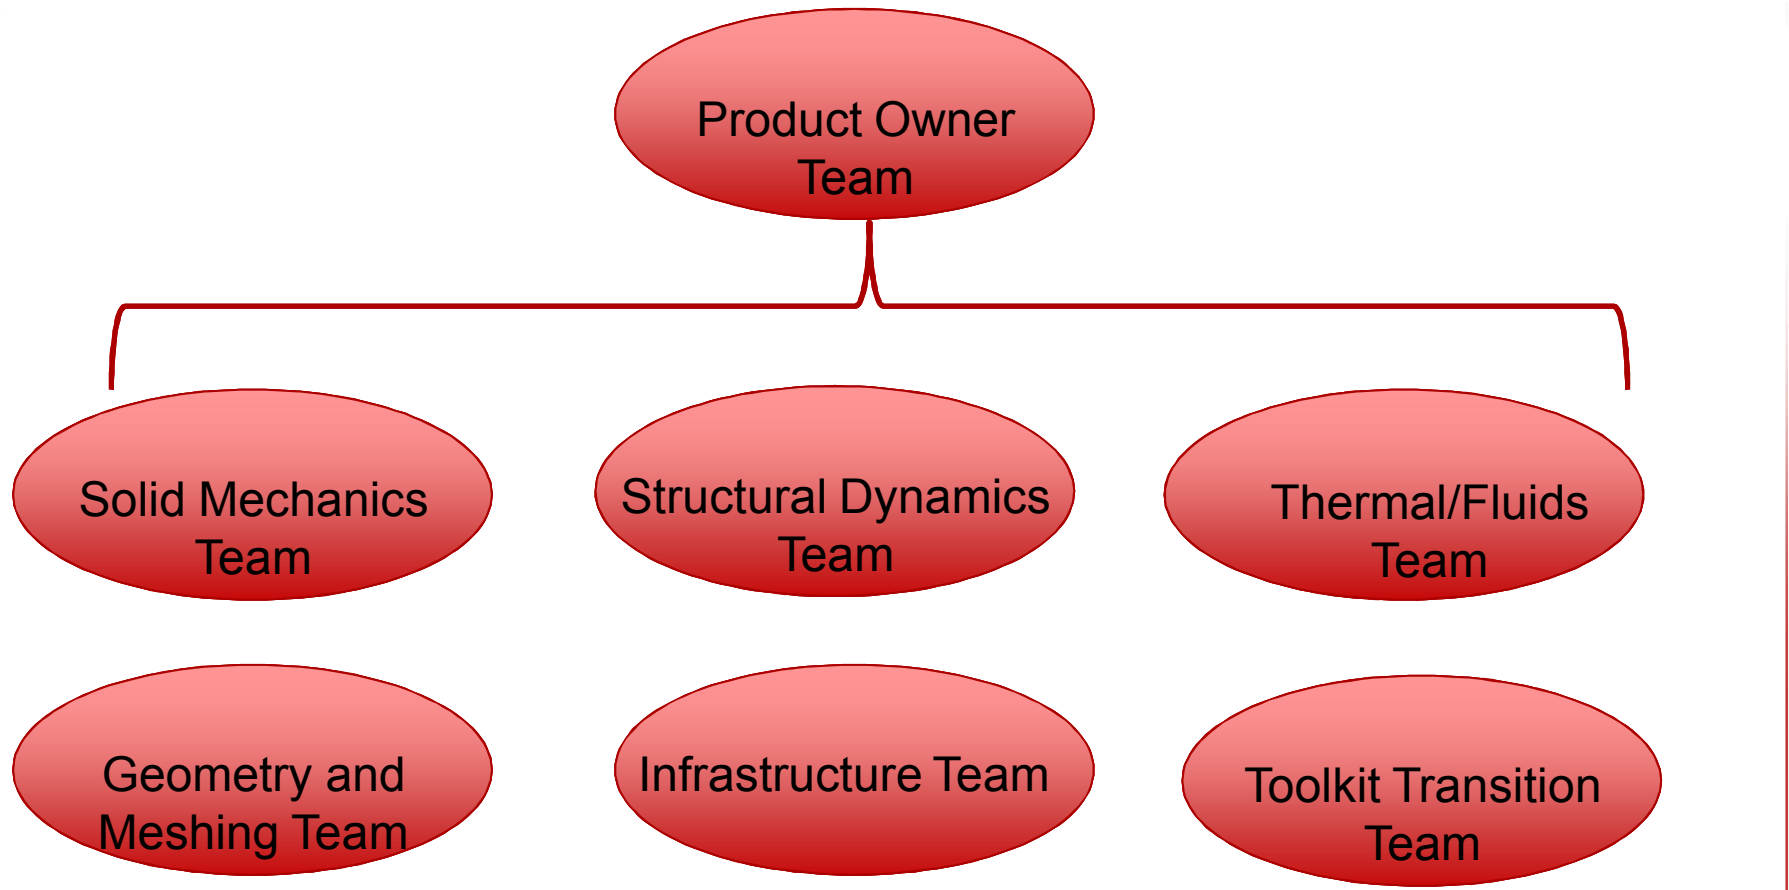 Product Owner
Team
Solid Mechanics
Team
Structural Dynamics
Team
Thermal/Fluids
Team
Geometry and
Meshing Team
Infrastructure Team
Toolkit Transition
Team